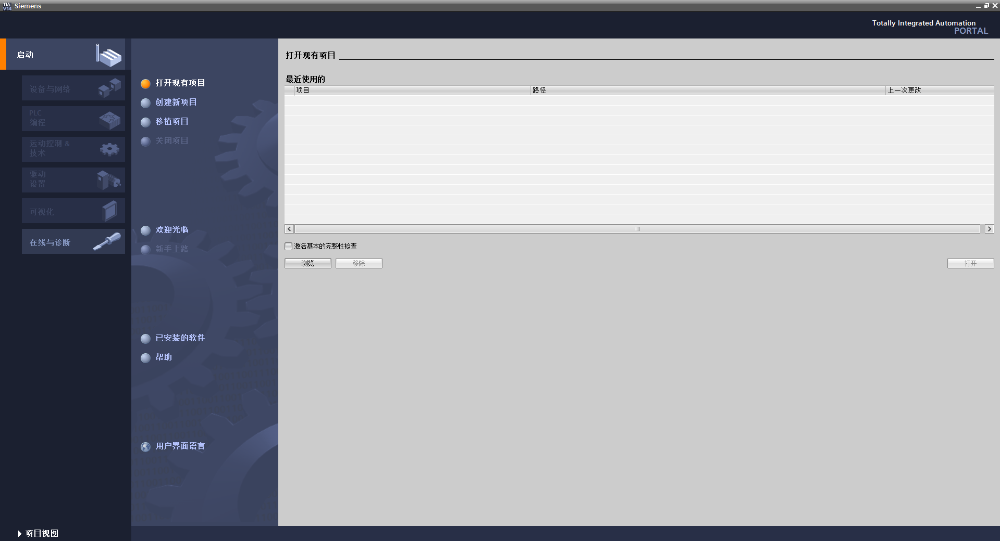 TIA
V14
Siemens
Totally Integrated Automation
PORTAL
启动
设备与网络
PLC
编程
运动控制 &
技术
驱动
设置
可视化
在线与诊断
打开现有项目
创建新项目
移植项目
关闭项目
欢迎光临
新手上路
已安装的软件
帮助
用户界面语言
打开现有项目
最近使用的
项目 路径 上一次更改
激活基本的完整性检查
浏览 移除 打开
项目视图